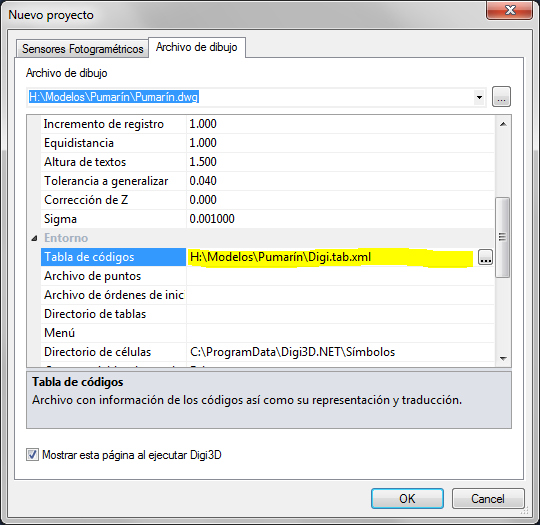 Nuevo proyecto
Sensores Fotogramétricos
Archivo de dibujo
Archivo de dibujo
H:\Modelos\Pumarín\Pumarín.dwg
...
Incremento de registro 1.000
Equidistancia 1.000
Altura de textos 1.500
Tolerancia a generalizar 0.040
Corrección de Z 0.000
Sigma 0.001000
Entorno
Tabla de códigos H:\Modelos\Pumarín\Digi.tab.xml ...
Archivo de puntos
Archivo de órdenes de inic
Directorio de tablas
Menú
Directorio de células C:\ProgramData\Digi3D.NET\Símbolos
Tabla de códigos
Archivo con información de los códigos así como su representación y traducción.
Mostrar esta página al ejecutar Digi3D
OK
Cancel